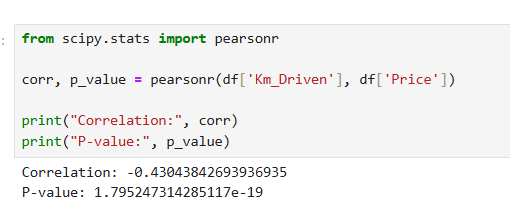 :
from scipy.stats import pearsonr
corr, p_value = pearsonr(df['Km_Driven'], df['Price'])
print("Correlation:", corr)
print("P-value:", p_value)
Correlation: -0.43043842693936935
P-value: 1.795247314285117e-19